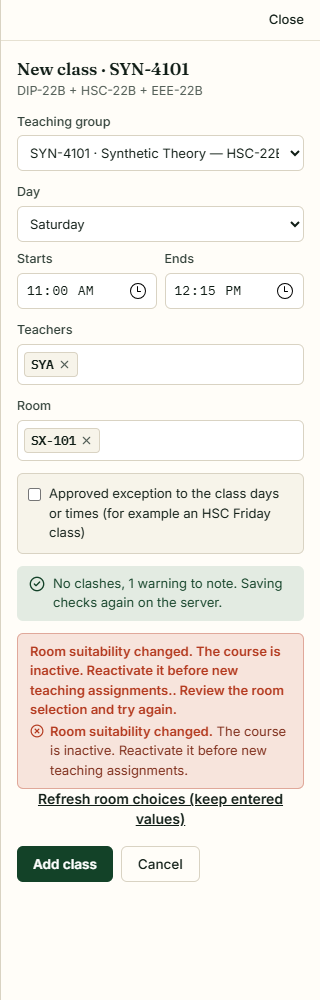 Close
New class · SYN-4101
DIP-22B + HSC-22B + EEE-22B
Teaching group
SYN-4101 · Synthetic Theory — HSC-22B
Day
Saturday
Starts
Ends
11:00 AM
12:15 PM
Teachers
SYA ×
Room
SX-101 ×
Approved exception to the class days
or times (for example an HSC Friday
class)
No clashes, 1 warning to note. Saving
checks again on the server.
Room suitability changed. The course is
inactive. Reactivate it before new
teaching assignments.. Review the room
selection and try again.
Room suitability changed. The course
is inactive. Reactivate it before new
teaching assignments.
Refresh room choices (keep entered
values)
Add class
Cancel